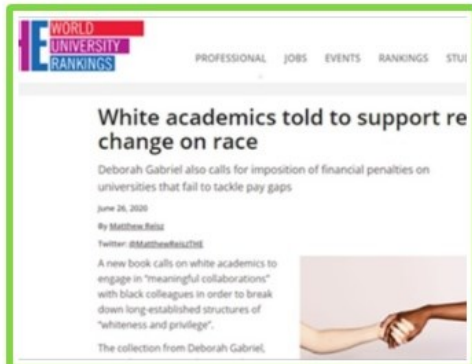 HE WORLD
UNIVERSITY
RANKINGS
PROFESSIONAL JOBS EVENTS RANKINGS STU
White academics told to support re
change on race
Deborah Gabriel also calls for imposition of financial penalties on
universities that fail to tackle pay gaps
June 26, 2020
By Matthew Reisz
Twitter: @MatthewReiszTHE
A new book calls on white academics to
engage in "meaningful collaborations"
with black colleagues in order to break
down long-established structures of
"whiteness and privilege".
The collection from Deborah Gabriel,